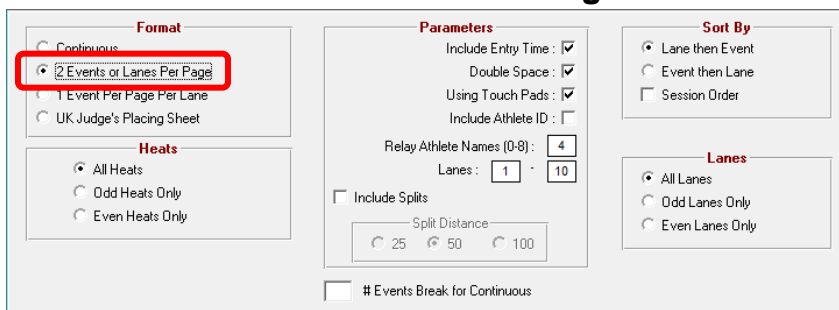 Format
Continuous
2 Events or Lanes Per Page
1 Event Per Page Per Lane
UK Judge's Placing Sheet
Heats
All Heats
Odd Heats Only
Even Heats Only
Parameters
Include Entry Time :
Double Space :
Using Touch Pads :
Include Athlete ID :
Relay Athlete Names (0-8) : 4
Lanes : 1 - 10
Include Splits
Split Distance
25 50 100
# Events Break for Continuous
Sort By
Lane then Event
Event then Lane
Session Order
Lanes
All Lanes
Odd Lanes Only
Even Lanes Only